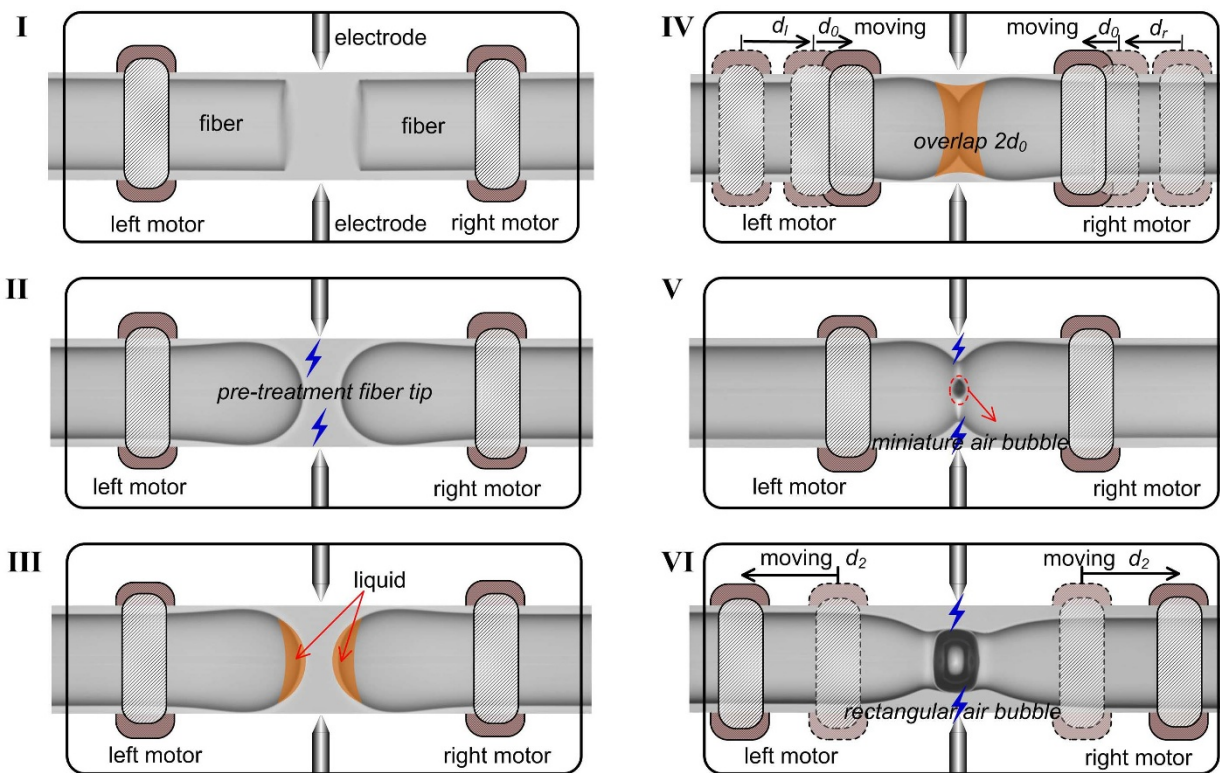 I
electrode
fiber
fiber
left motor
electrode
right motor
II
pre-treatment fiber tip
left motor
right motor
III
liquid
left motor
right motor
IV
d_l d_0 moving
moving d_0 d_r
overlap 2d_0
left motor
right motor
V
miniature air bubble
left motor
right motor
VI
moving d_2
moving d_2
rectangular air bubble
left motor
right motor